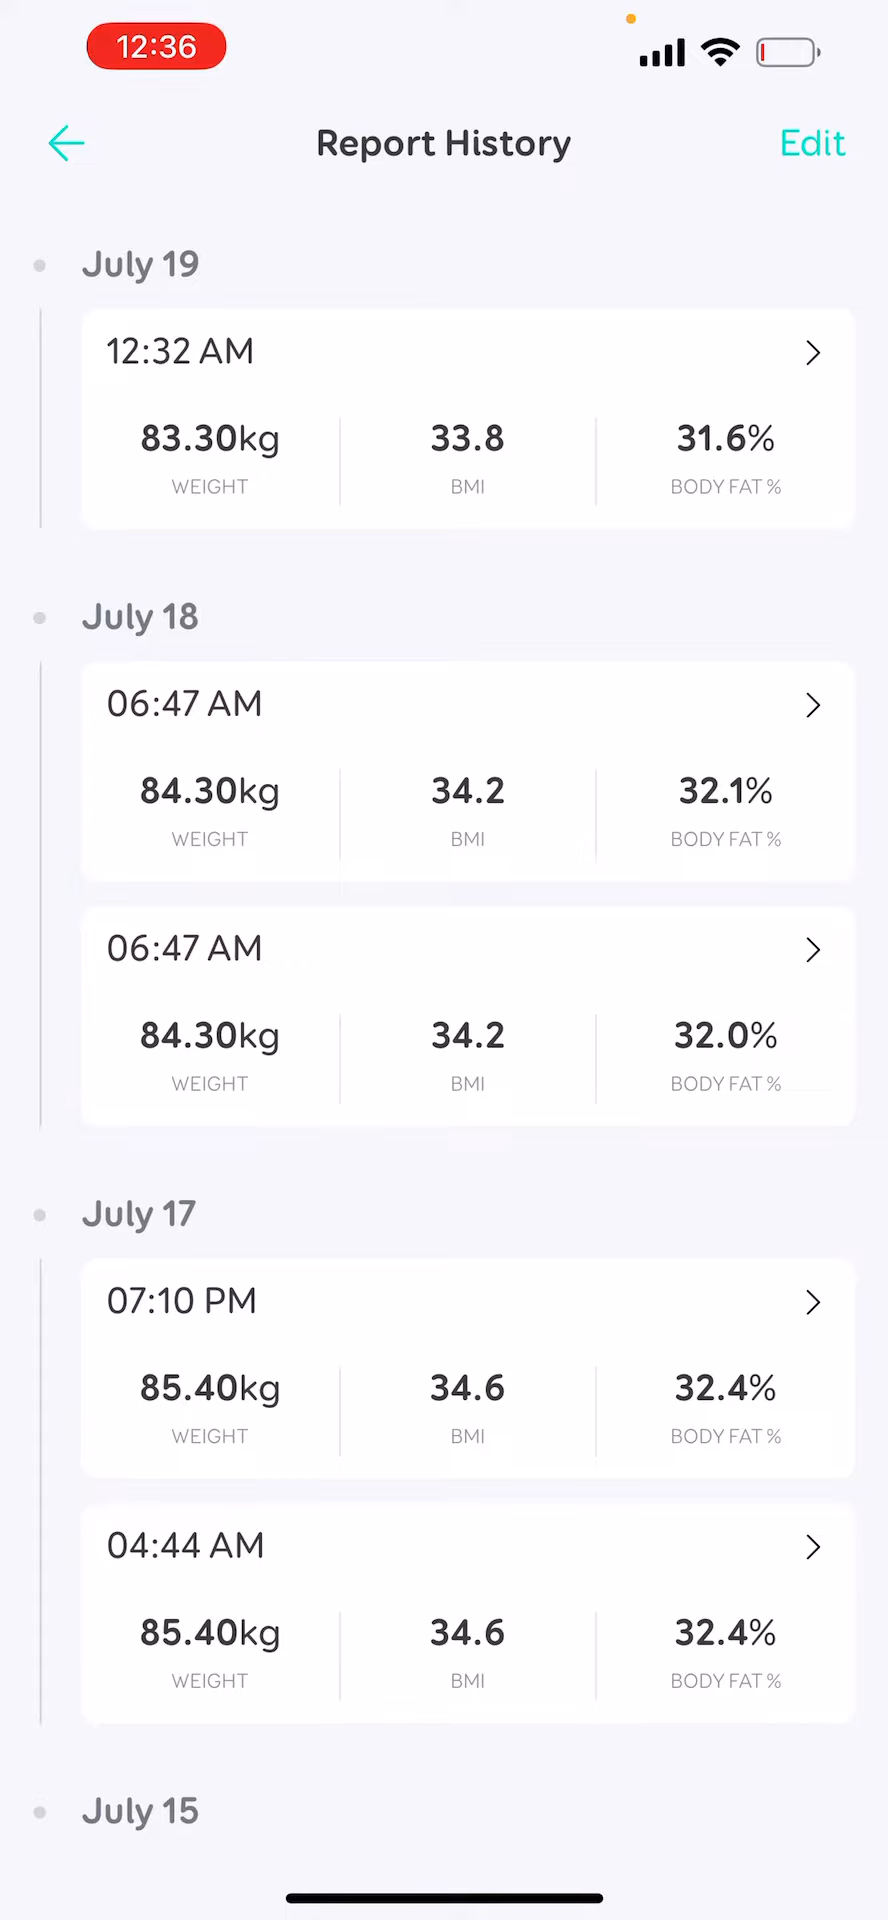 12:36
Report History Edit
July 19
12:32 AM
83.30kg 33.8 31.6%
WEIGHT BMI BODY FAT %
July 18
06:47 AM
84.30kg 34.2 32.1%
WEIGHT BMI BODY FAT %
06:47 AM
84.30kg 34.2 32.0%
WEIGHT BMI BODY FAT %
July 17
07:10 PM
85.40kg 34.6 32.4%
WEIGHT BMI BODY FAT %
04:44 AM
85.40kg 34.6 32.4%
WEIGHT BMI BODY FAT %
July 15